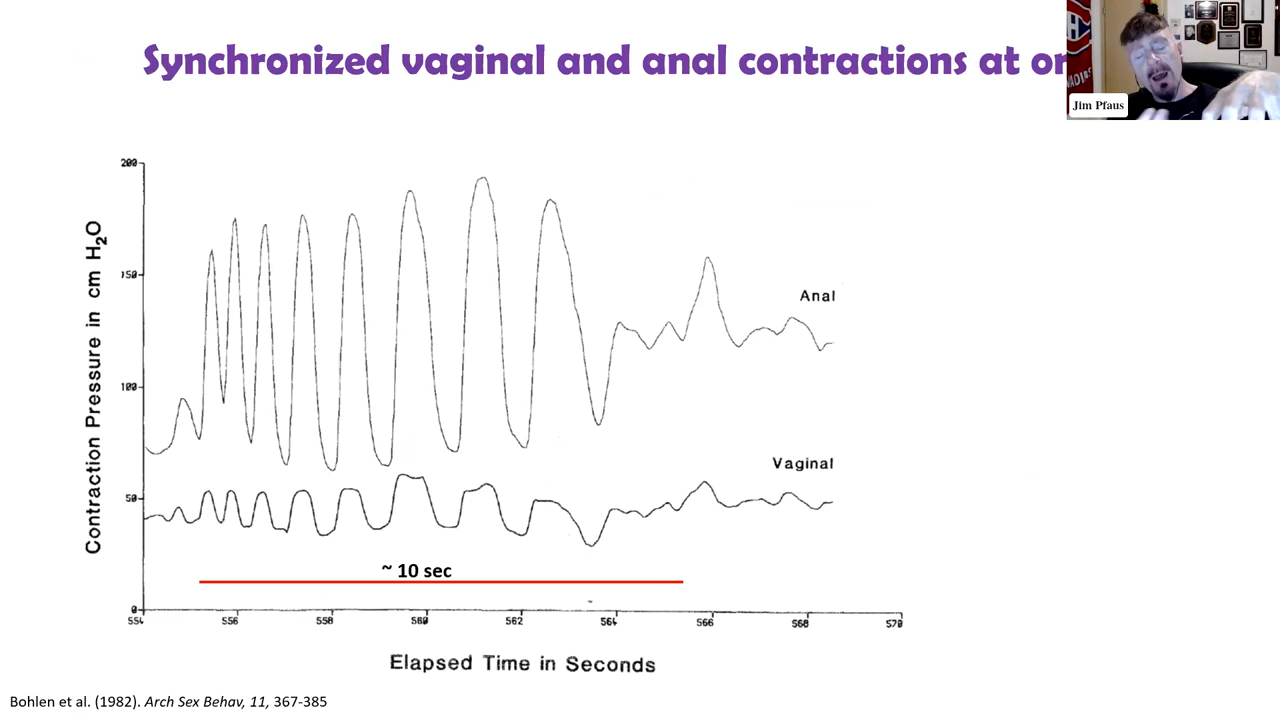 Synchronized vaginal and anal contractions at or
Jim Pfaus
200
150
100
50
0
Contraction Pressure in cm H₂O
Anal
Vaginal
~ 10 sec
554 556 558 560 562 564 566 568 570
Elapsed Time in Seconds
Bohlen et al. (1982). Arch Sex Behav, 11, 367-385